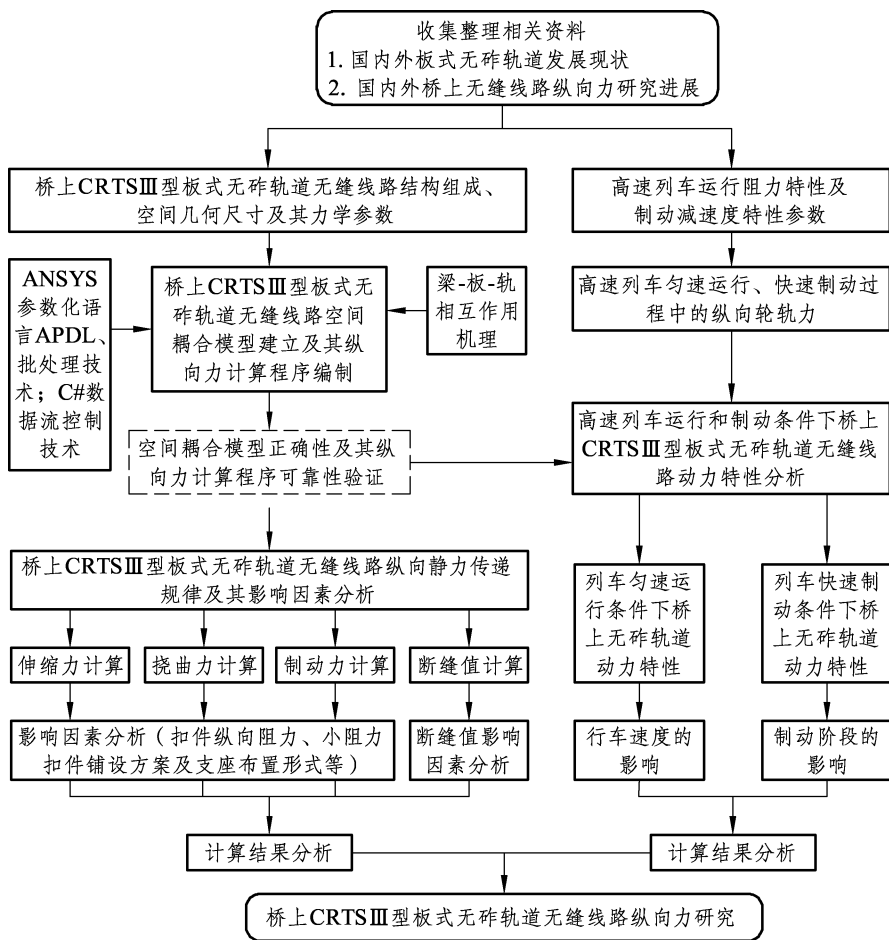 收集整理相关资料
1. 国内外板式无砟轨道发展现状
2. 国内外桥上无缝线路纵向力研究进展
桥上CRTSⅢ型板式无砟轨道无缝线路结构组成、
空间几何尺寸及其力学参数
高速列车运行阻力特性及
制动减速度特性参数
ANSYS
参数化语
言APDL、
批处理技
术；C#数
据流控制
技术
桥上CRTSⅢ型板式无
砟轨道无缝线路空间
耦合模型建立及其纵
向力计算程序编制
梁-板-轨
相互作用
机理
高速列车匀速运行、快速制动过
程中的纵向轮轨力
空间耦合模型正确性及其纵
向力计算程序可靠性验证
高速列车运行和制动条件下桥上
CRTSⅢ型板式无砟轨道无缝线
路动力特性分析
桥上CRTSⅢ型板式无砟轨道无缝线路纵向静力传递
规律及其影响因素分析
列车匀速运
行条件下桥
上无砟轨道
动力特性
列车快速制
动条件下桥
上无砟轨道
动力特性
伸缩力计算
挠曲力计算
制动力计算
断缝值计算
影响因素分析（扣件纵向阻力、小阻力
扣件铺设方案及支座布置形式等）
断缝值影响
因素分析
行车速度的
影响
制动阶段的
影响
计算结果分析
计算结果分析
桥上CRTSⅢ型板式无砟轨道无缝线路纵向力研究